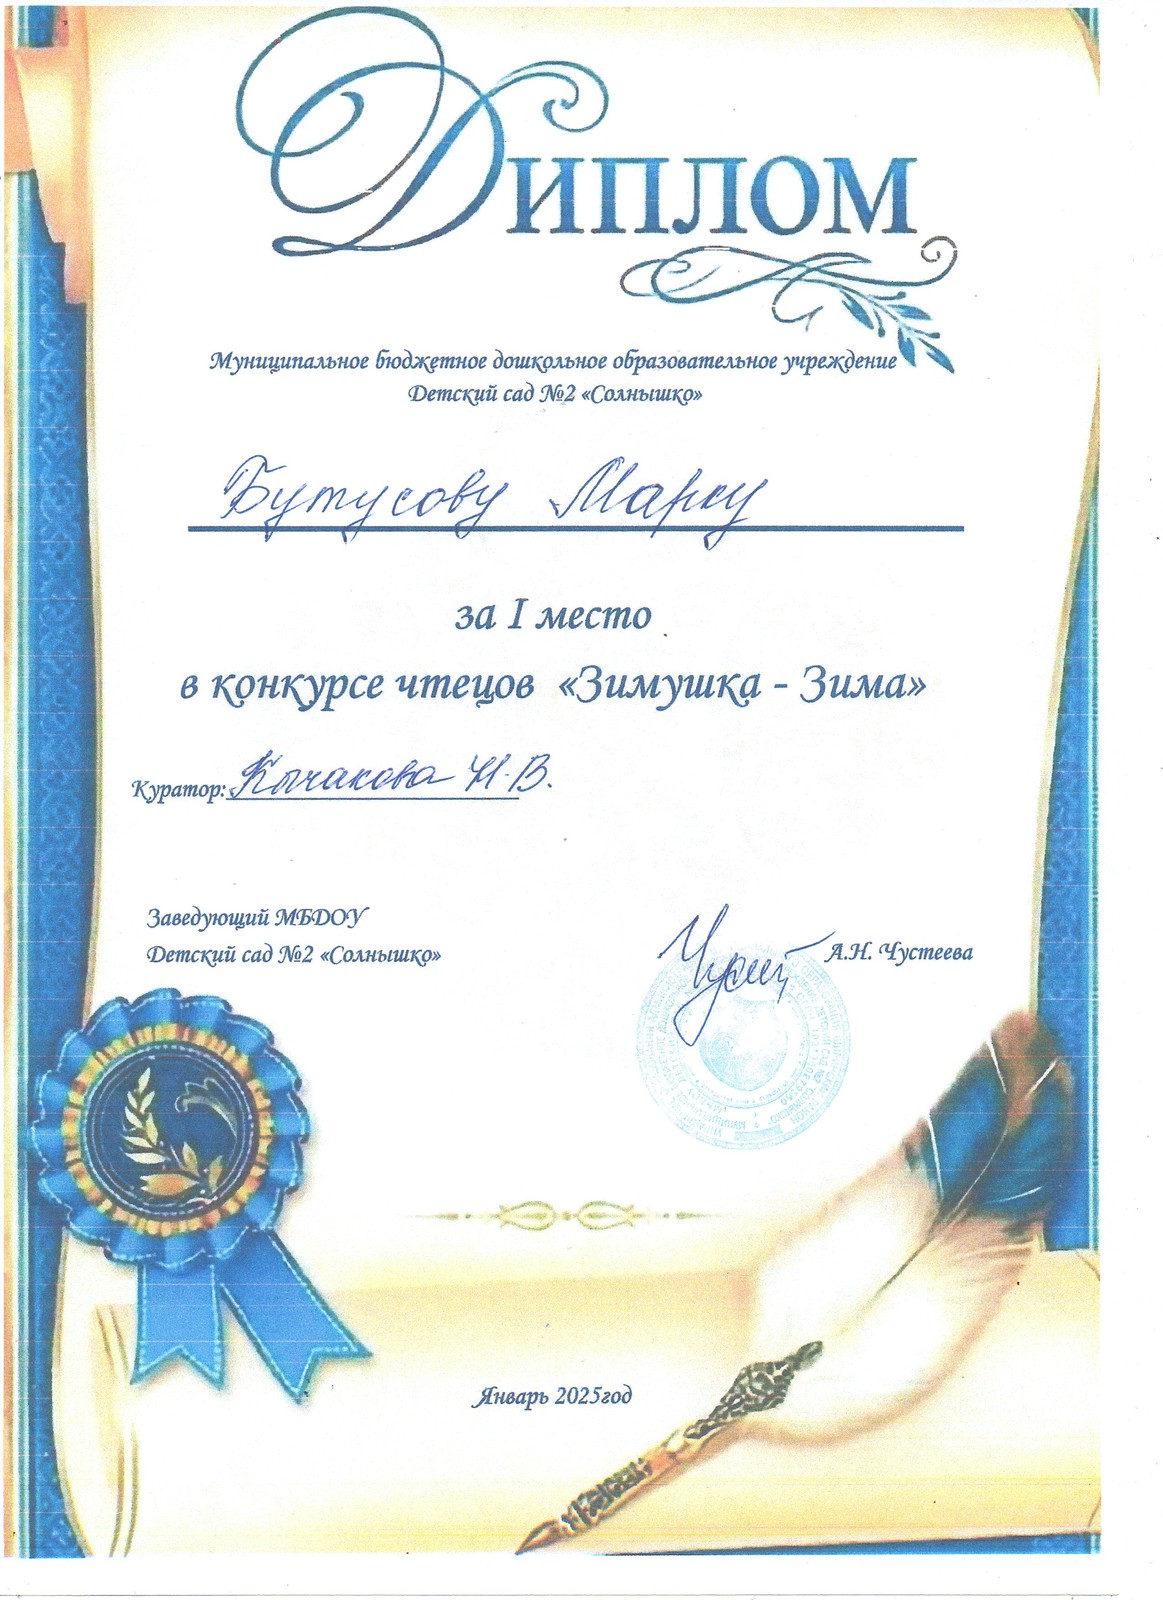 Диплом
Муниципальное бюджетное дошкольное образовательное учреждение
Детский сад №2 «Солнышко»
Бутусову Марку
за I место
в конкурсе чтецов «Зимушка - Зима»
Куратор: Кычакова Н.В.
Заведующий МБДОУ
Детский сад №2 «Солнышко»
А.Н. Чустеева
Январь 2025год